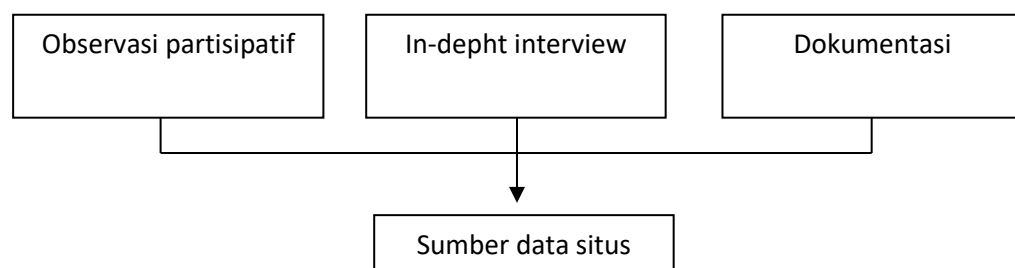 Observasi partisipatif
In-depht interview
Dokumentasi
Sumber data situs